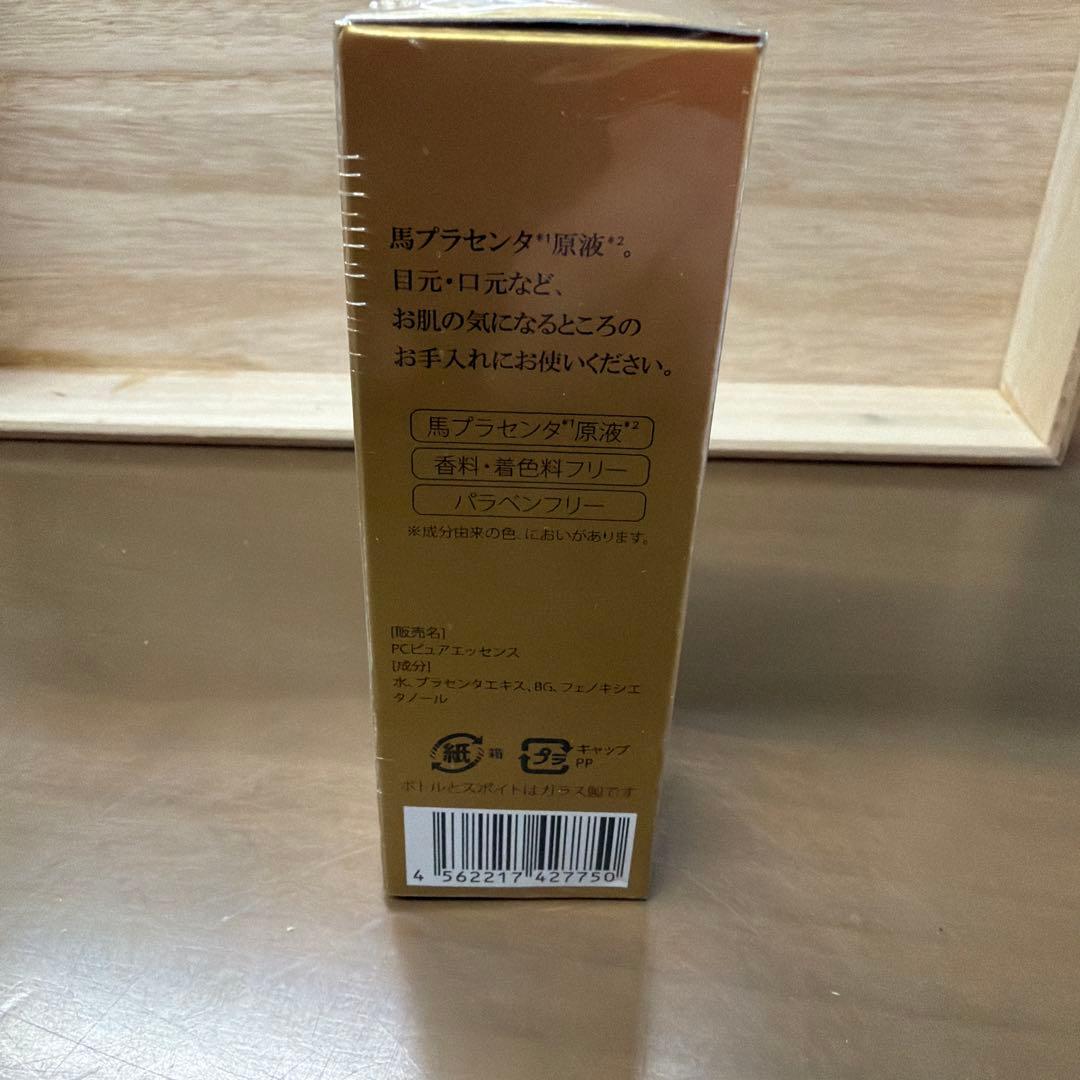 馬プラセンタ*1原液*2。
目元・口元など、
お肌の気になるところの
お手入れにお使いください。
馬プラセンタ*1原液*2
香料・着色料フリー
パラベンフリー
※成分由来の色、においがあります。
[販売名]
PCピュアエッセンス
[成分]
水、プラセンタエキス、BG、フェノキシエ
タノール
紙 箱
プラ キャップ
PP
ボトルとスポイトはガラス製です
4 562217 427750